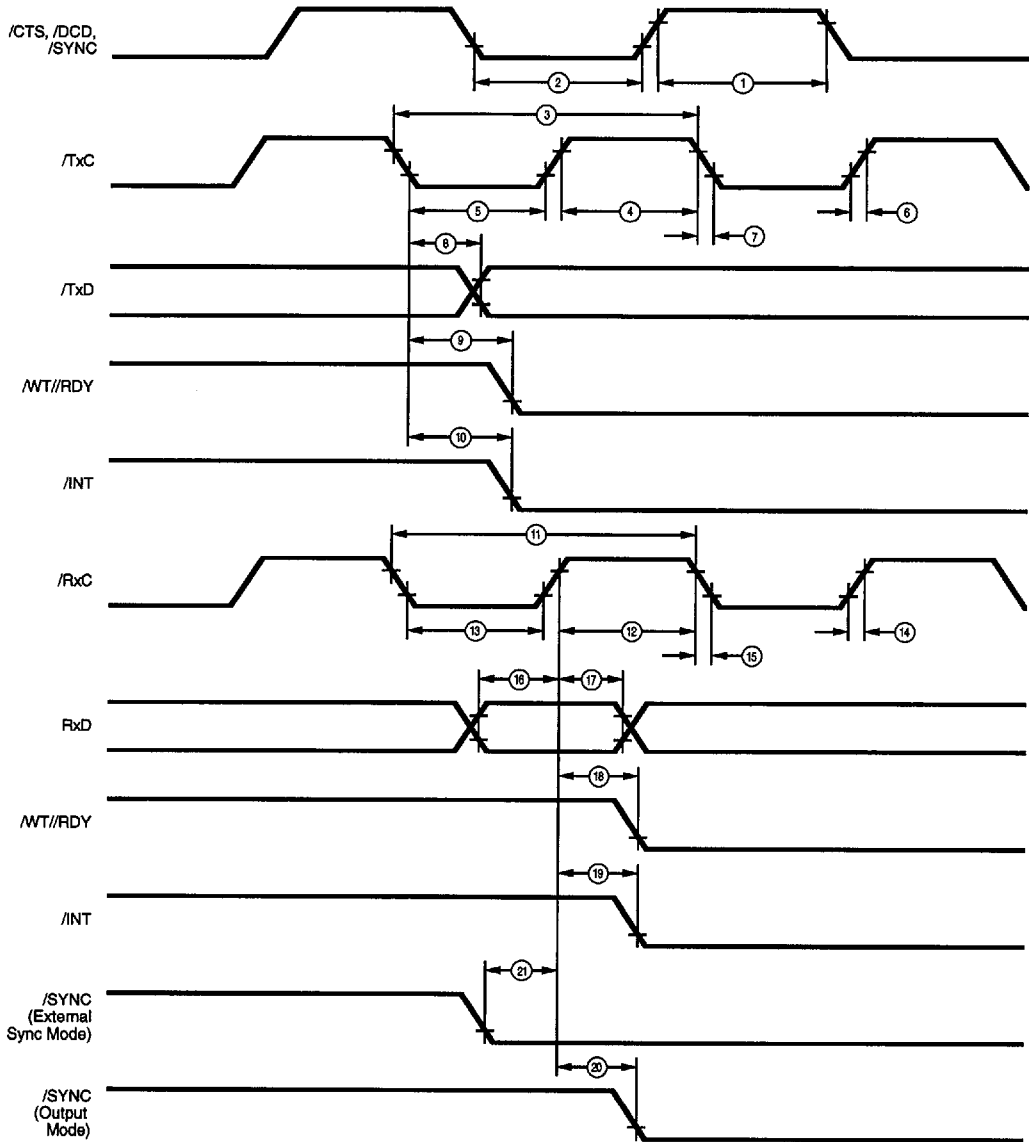 /CTS, /DCD,
/SYNC
2
1
3
/TxC
5
4
6
7
8
/TxD
9
/WT//RDY
10
/INT
11
/RxC
13
12
14
15
16
17
RxD
18
/WT//RDY
19
/INT
21
/SYNC
(External
Sync Mode)
20
/SYNC
(Output
Mode)